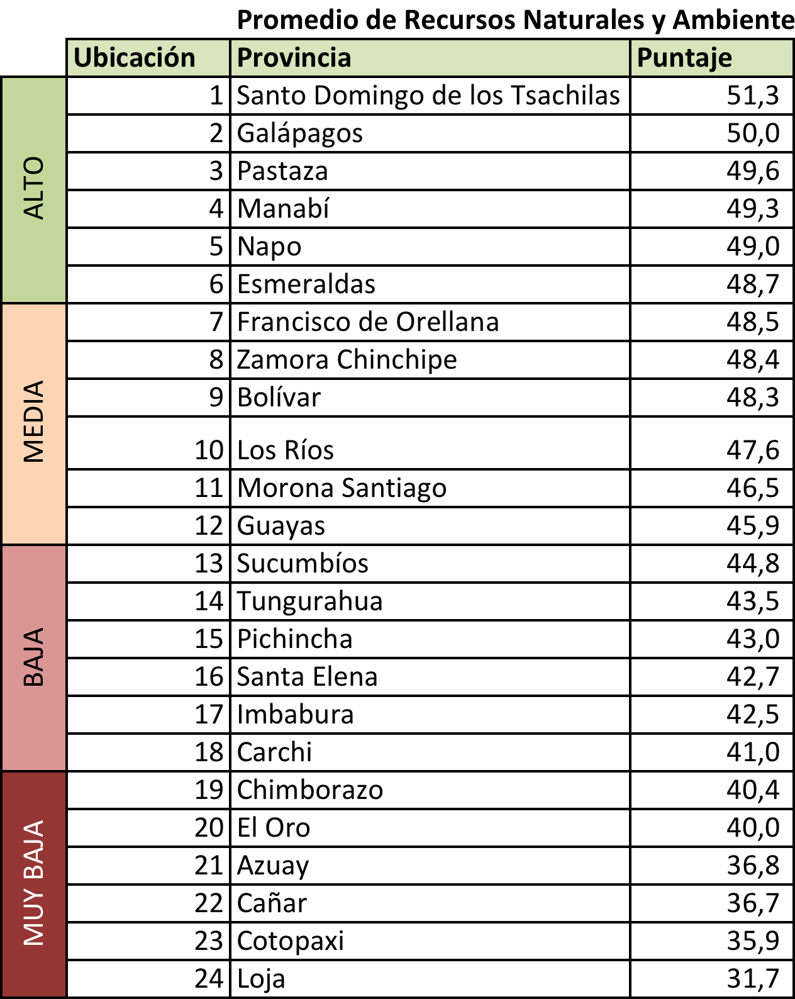 Promedio de Recursos Naturales y Ambiente
Ubicación Provincia Puntaje
ALTO
1 Santo Domingo de los Tsachilas 51,3
2 Galápagos 50,0
3 Pastaza 49,6
4 Manabí 49,3
5 Napo 49,0
6 Esmeraldas 48,7
MEDIA
7 Francisco de Orellana 48,5
8 Zamora Chinchipe 48,4
9 Bolívar 48,3
10 Los Ríos 47,6
11 Morona Santiago 46,5
12 Guayas 45,9
BAJA
13 Sucumbíos 44,8
14 Tungurahua 43,5
15 Pichincha 43,0
16 Santa Elena 42,7
17 Imbabura 42,5
18 Carchi 41,0
MUY BAJA
19 Chimborazo 40,4
20 El Oro 40,0
21 Azuay 36,8
22 Cañar 36,7
23 Cotopaxi 35,9
24 Loja 31,7